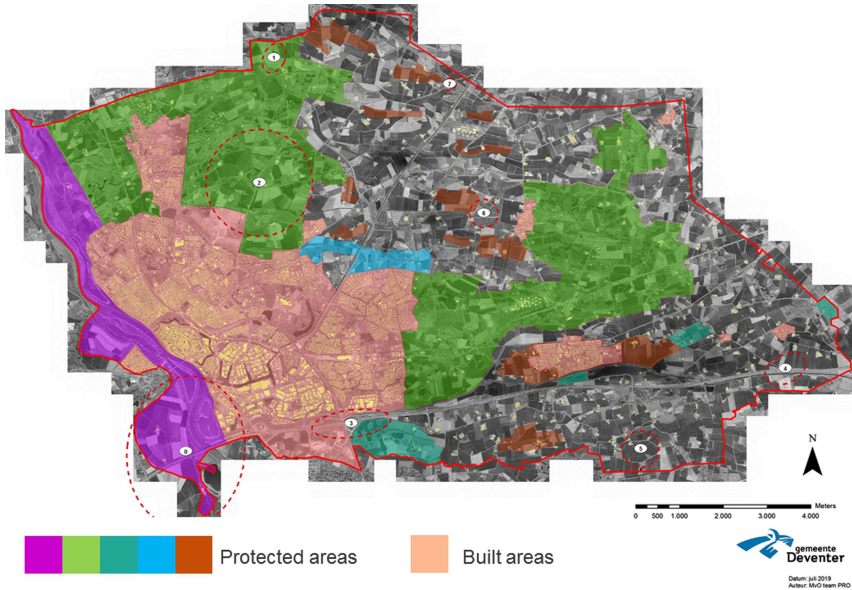 1
7
2
6
4
3
0
5
N
Meters
0 500 1.000 2.000 3.000 4.000
Protected areas Built areas
gemeente
Deventer
Datum: juli 2019
Auteur: MvO team PRO